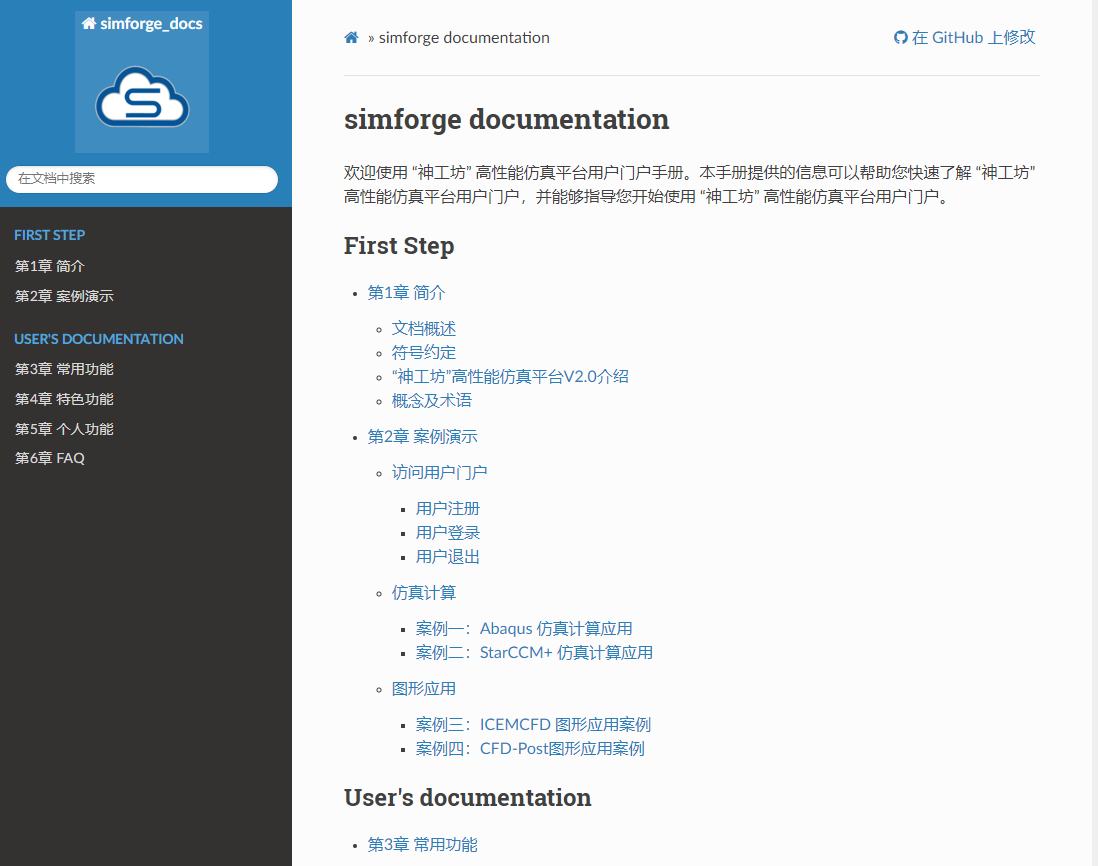 simforge_docs
在文档中搜索
FIRST STEP
第1章 简介
第2章 案例演示
USER'S DOCUMENTATION
第3章 常用功能
第4章 特色功能
第5章 个人功能
第6章 FAQ
» simforge documentation
在 GitHub 上修改
simforge documentation
欢迎使用 “神工坊” 高性能仿真平台用户门户手册。本手册提供的信息可以帮助您快速了解 “神工坊”
高性能仿真平台用户门户，并能够指导您开始使用 “神工坊” 高性能仿真平台用户门户。
First Step
• 第1章 简介
◦ 文档概述
◦ 符号约定
◦ “神工坊”高性能仿真平台V2.0介绍
◦ 概念及术语
• 第2章 案例演示
◦ 访问用户门户
▪ 用户注册
▪ 用户登录
▪ 用户退出
◦ 仿真计算
▪ 案例一：Abaqus 仿真计算应用
▪ 案例二：StarCCM+ 仿真计算应用
◦ 图形应用
▪ 案例三：ICEMCFD 图形应用案例
▪ 案例四：CFD-Post图形应用案例
User's documentation
• 第3章 常用功能